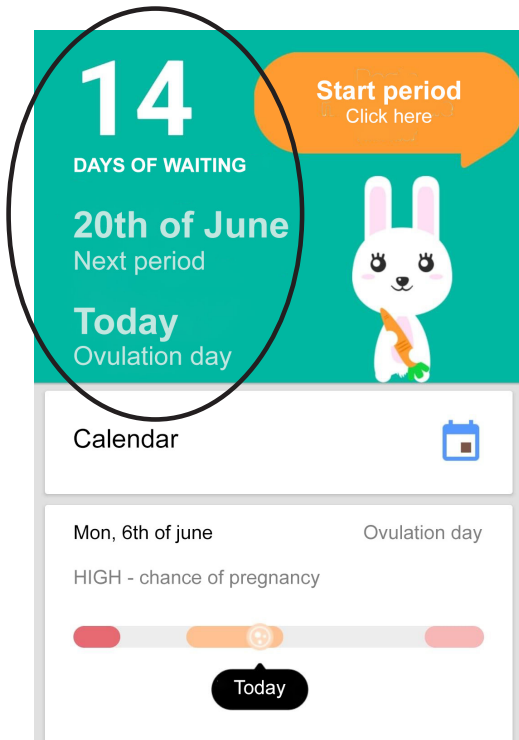 14
DAYS OF WAITING
Start period
Click here
20th of June
Next period
Today
Ovulation day
Calendar
Mon, 6th of june
Ovulation day
HIGH - chance of pregnancy
Today